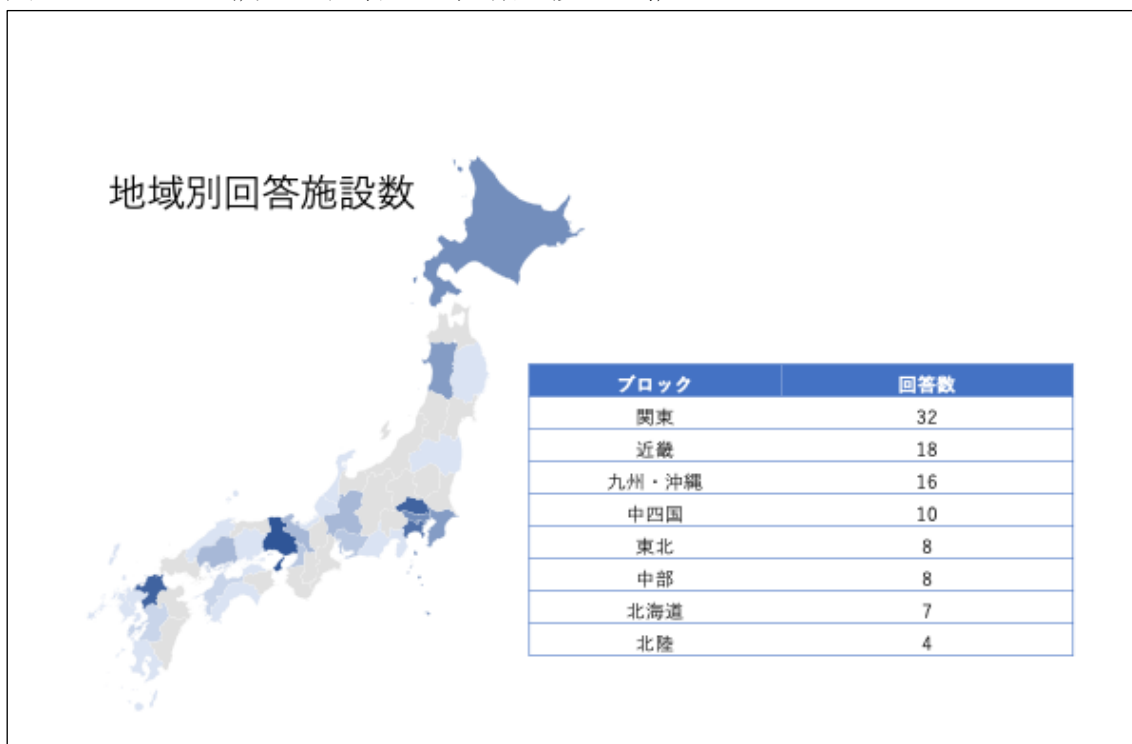 地域別回答施設数
ブロック 回答数
関東 32
近畿 18
九州・沖縄 16
中四国 10
東北 8
中部 8
北海道 7
北陸 4